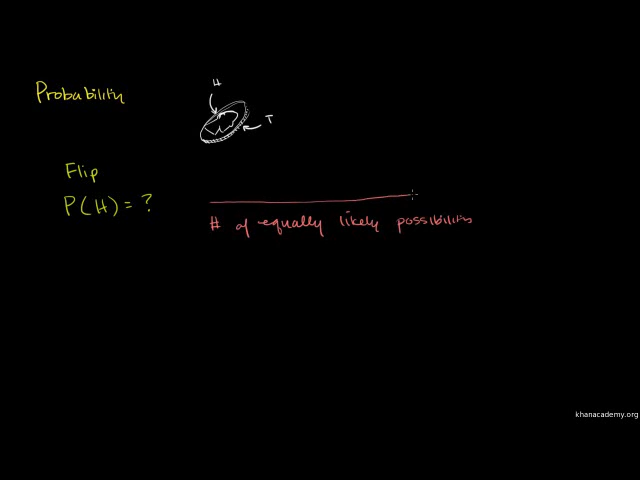 H
Probability
T
Flip
P(H) = ?
# of equally likely possibilities
khanacademy.org